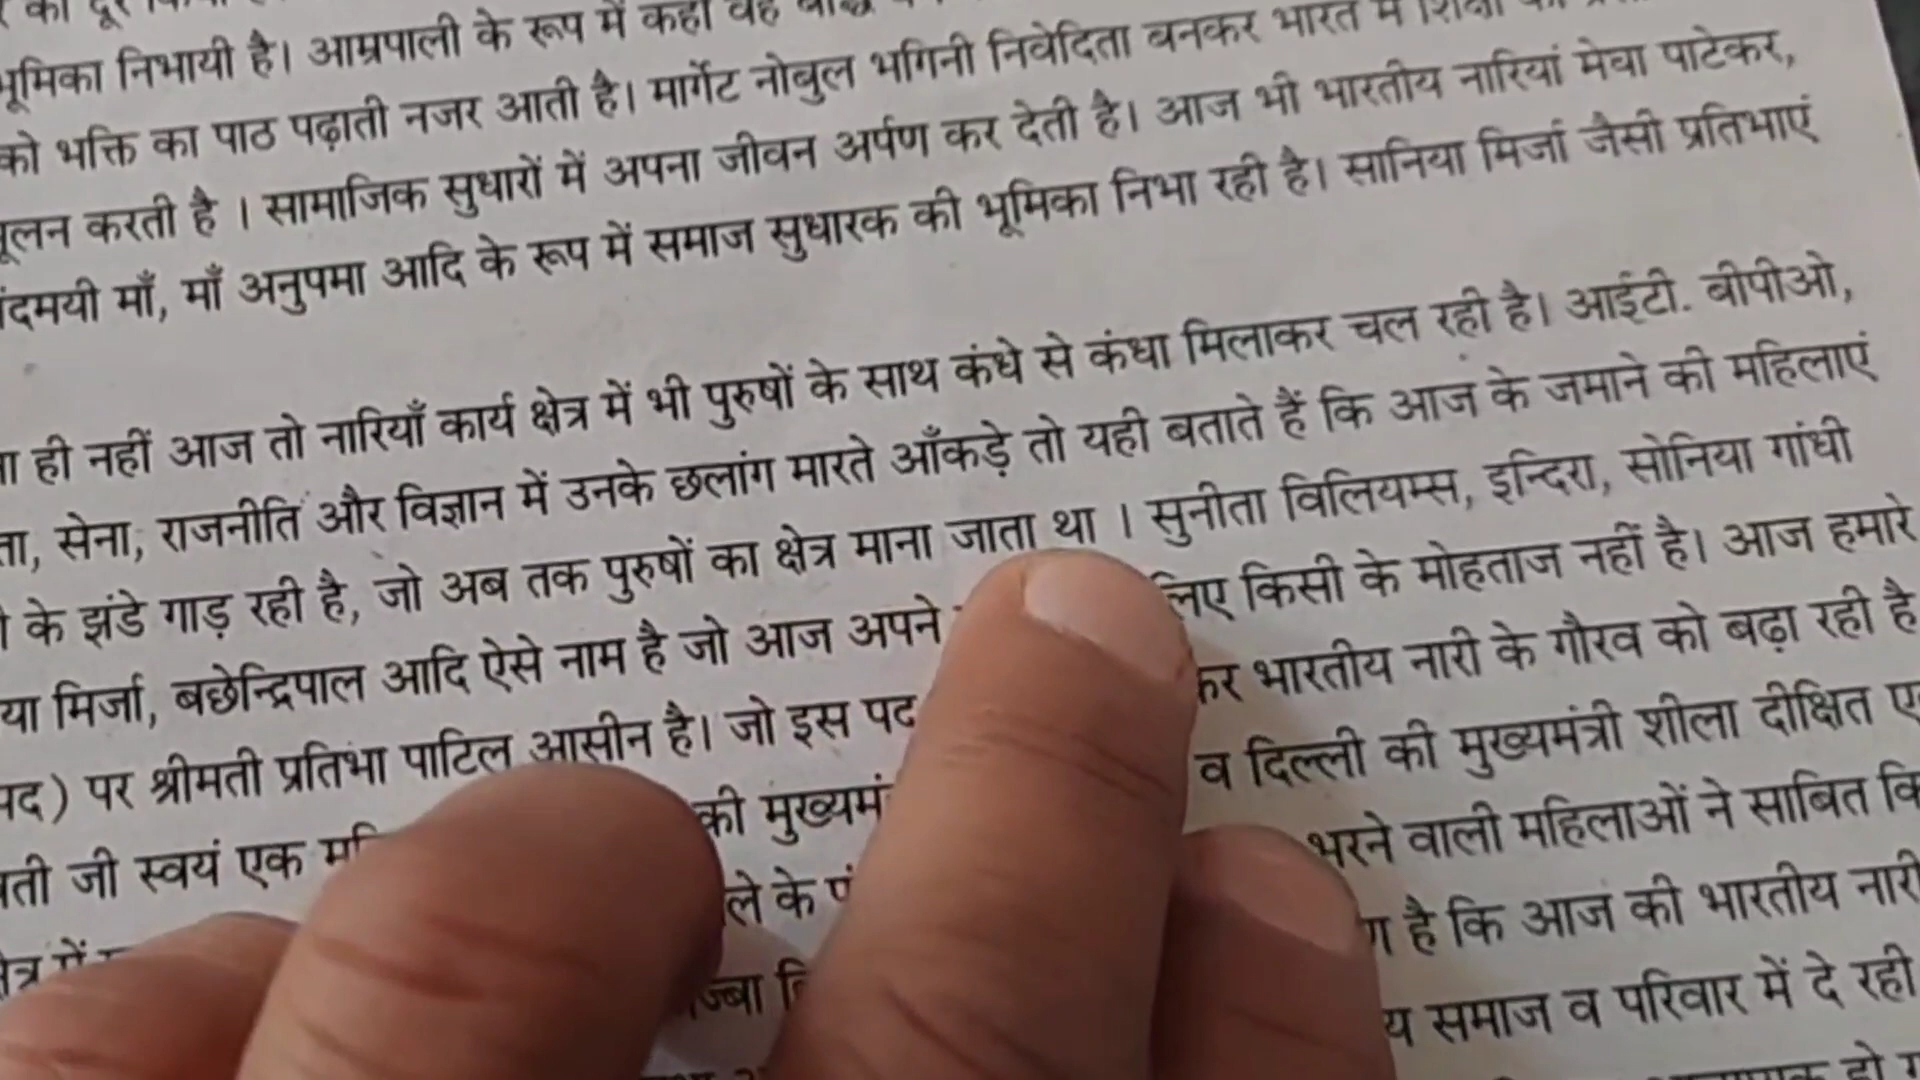 भूमिका निभायी है। आम्रपाली के रूप में कहीं वह
को भक्ति का पाठ पढ़ाती नजर आती है। मार्गेट नोबुल भगिनी निवेदिता बनकर भारत में शिक्षा
करती है । सामाजिक सुधारों में अपना जीवन अर्पण कर देती है। आज भी भारतीय नारियां मेवा पाटेकर,
माँ, माँ अनुपमा आदि के रूप में समाज सुधारक की भूमिका निभा रही है। सानिया मिर्जा जैसी प्रतिभाएं
ही नहीं आज तो नारियाँ कार्य क्षेत्र में भी पुरुषों के साथ कंधे से कंधा मिलाकर चल रही है। आईटी. बीपीओ,
सेना, राजनीति और विज्ञान में उनके छलांग मारते आँकड़े तो यही बताते हैं कि आज के जमाने की महिलाएं
के झंडे गाड़ रही है, जो अब तक पुरुषों का क्षेत्र माना जाता था । सुनीता विलियम्स, इन्दिरा, सोनिया गांधी
मिर्जा, बछेन्द्रिपाल आदि ऐसे नाम है जो आज अपने लिए किसी के मोहताज नहीं है। आज हमारे
पद) पर श्रीमती प्रतिभा पाटिल आसीन है। जो इस पद कर भारतीय नारी के गौरव को बढ़ा रही है
जी स्वयं एक की व दिल्ली की मुख्यमंत्री शीला दीक्षित
के भरने वाली महिलाओं ने साबित
है कि आज की भारतीय नारी
समाज व परिवार में दे रही